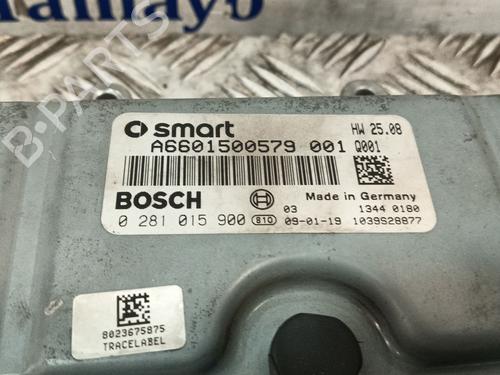 smart
HW 25.08
A6601500579 001 Q001
BOSCH
Made in Germany
03 1344 0180
0 281 015 900 810 09-01-19 1039S28877
8023675875
TRACELABEL